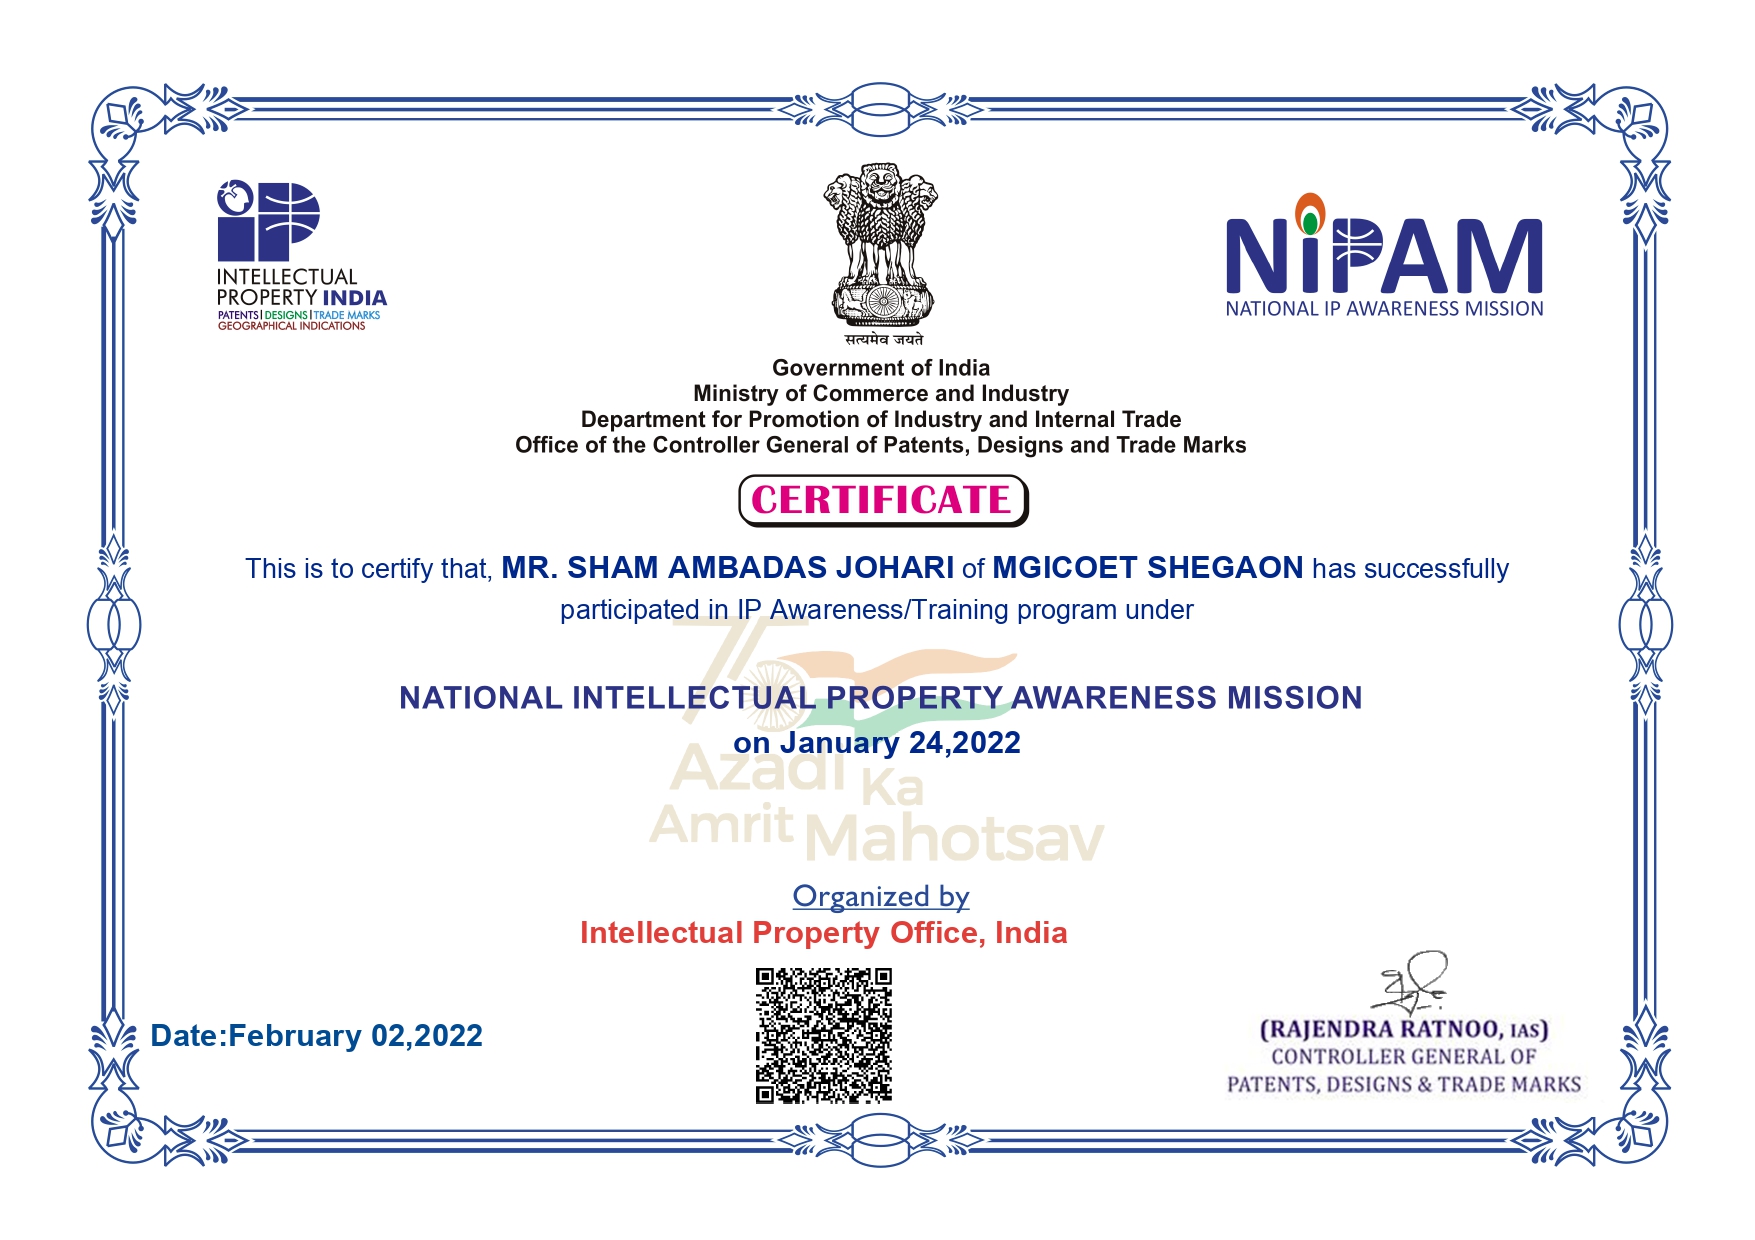 INTELLECTUAL
PROPERTY INDIA
PATENTS|DESIGNS|TRADE MARKS
GEOGRAPHICAL INDICATIONS
सत्यमेव जयते
NiPAM
NATIONAL IP AWARENESS MISSION
Government of India
Ministry of Commerce and Industry
Department for Promotion of Industry and Internal Trade
Office of the Controller General of Patents, Designs and Trade Marks
CERTIFICATE
This is to certify that, MR. SHAM AMBADAS JOHARI of MGICOET SHEGAON has successfully
participated in IP Awareness/Training program under
75
NATIONAL INTELLECTUAL PROPERTY AWARENESS MISSION
on January 24,2022
Azadi Ka
Amrit Mahotsav
Organized by
Intellectual Property Office, India
Date:February 02,2022
(RAJENDRA RATNOO, IAS)
CONTROLLER GENERAL OF
PATENTS, DESIGNS & TRADE MARKS